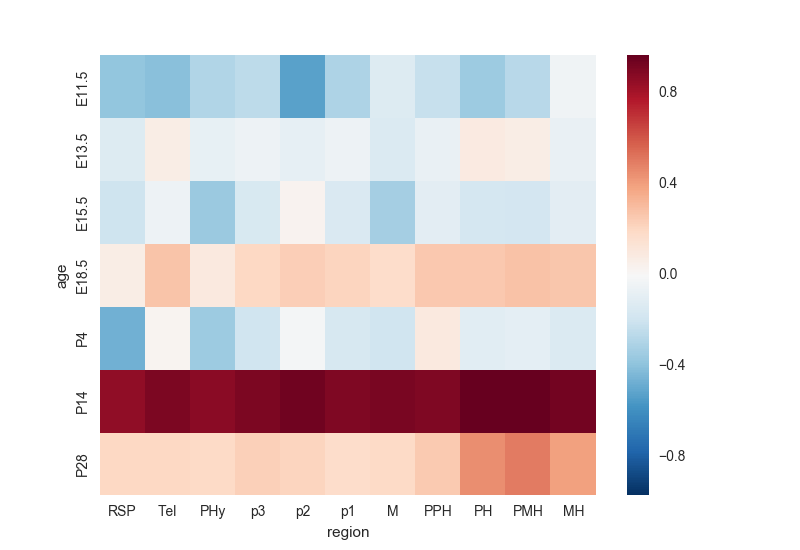 age
E11.5
E13.5
E15.5
E18.5
P4
P14
P28
RSP Tel PHy p3 p2 p1 M PPH PH PMH MH
region
0.8
0.4
0.0
−0.4
−0.8